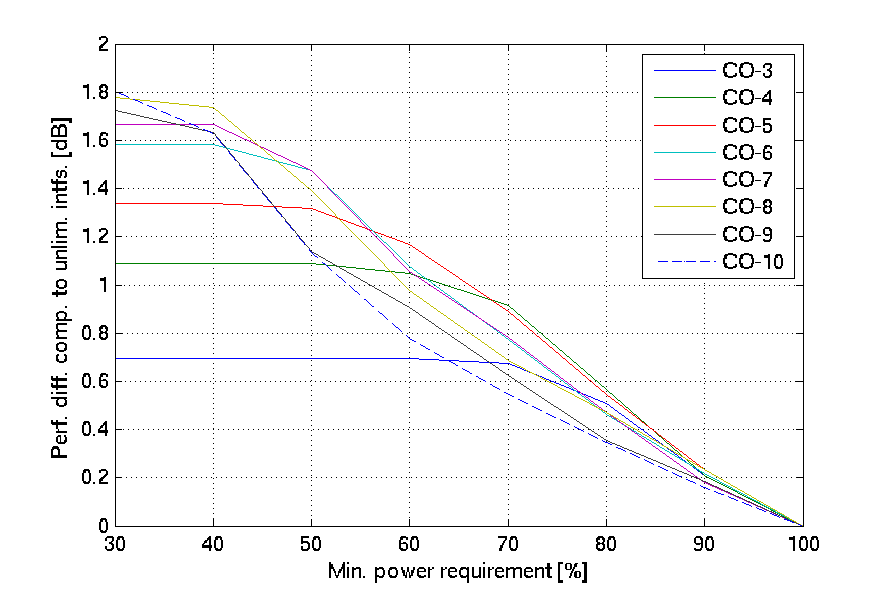 2
1.8
1.6
1.4
1.2
1
0.8
0.6
0.4
0.2
0
Perf. diff. comp. to unlim. intfs. [dB]
CO-3
CO-4
CO-5
CO-6
CO-7
CO-8
CO-9
CO-10
30 40 50 60 70 80 90 100
Min. power requirement [%]